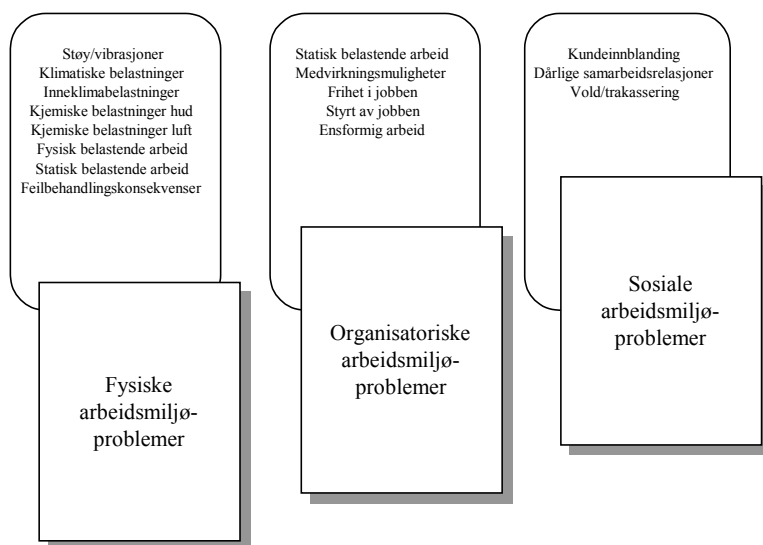 Støy/vibrasjoner
Klimatiske belastninger
Inneklimabelastninger
Kjemiske belastninger hud
Kjemiske belastninger luft
Fysisk belastende arbeid
Statisk belastende arbeid
Feilbehandlingskonsekvenser
Fysiske
arbeidsmiljø-
problemer
Statisk belastende arbeid
Medvirkningsmuligheter
Frihet i jobben
Styrt av jobben
Ensformig arbeid
Organisatoriske
arbeidsmiljø-
problemer
Kundeinnblanding
Dårlige samarbeidsrelasjoner
Vold/trakassering
Sosiale
arbeidsmiljø-
problemer